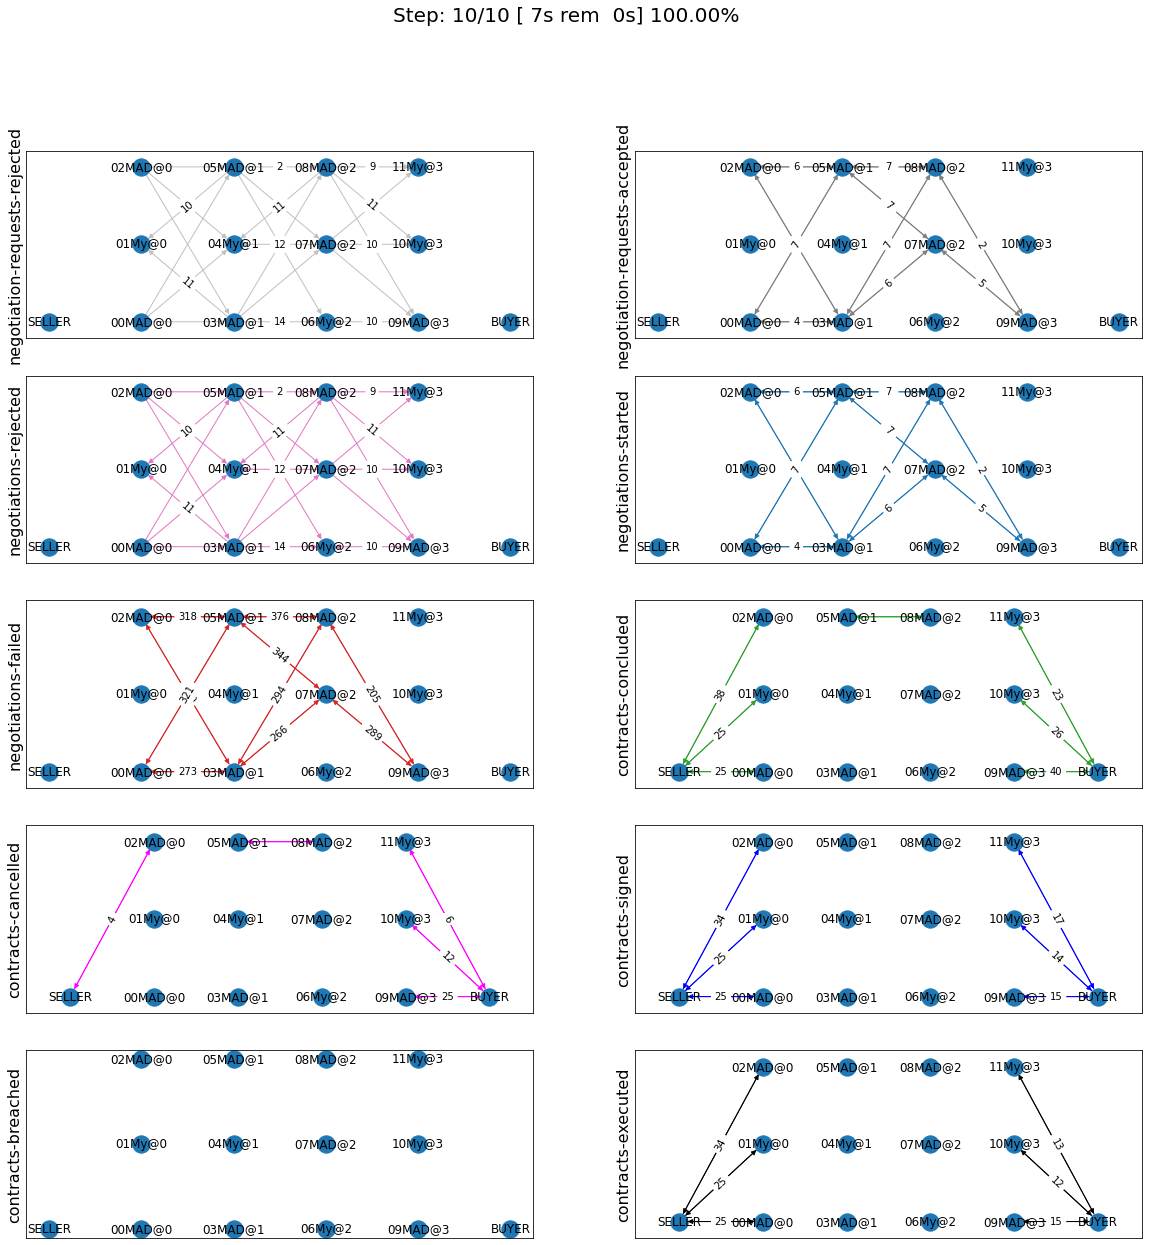 Step: 10/10 [ 7s rem  0s] 100.00%
negotiation-requests-rejected
02MAD@0 05MAD@1 2 08MAD@2 9 11My@3
10 11 11
01My@0 04My@1 12 07MAD@2 10 10My@3
11
SELLER 00MAD@0 03MAD@1 14 06My@2 10 09MAD@3 BUYER
negotiation-requests-accepted
02MAD@0 6 05MAD@1 7 08MAD@2 11My@3
7
01My@0 7 04My@1 7 07MAD@2 2 10My@3
6 5
SELLER 00MAD@0 4 03MAD@1 06My@2 09MAD@3 BUYER
negotiations-rejected
02MAD@0 05MAD@1 2 08MAD@2 9 11My@3
10 11 11
01My@0 04My@1 12 07MAD@2 10 10My@3
11
SELLER 00MAD@0 03MAD@1 14 06My@2 10 09MAD@3 BUYER
negotiations-started
02MAD@0 6 05MAD@1 7 08MAD@2 11My@3
7
01My@0 7 04My@1 7 07MAD@2 2 10My@3
6 5
SELLER 00MAD@0 4 03MAD@1 06My@2 09MAD@3 BUYER
negotiations-failed
02MAD@0 318 05MAD@1 376 08MAD@2 11My@3
344
01My@0 321 04My@1 294 07MAD@2 205 10My@3
266 289
SELLER 00MAD@0 273 03MAD@1 06My@2 09MAD@3 BUYER
contracts-concluded
02MAD@0 05MAD@1 08MAD@2 11My@3
38 01My@0 04My@1 07MAD@2 10My@3 23
25 26
SELLER 25 00MAD@0 03MAD@1 06My@2 09MAD@3 40 BUYER
contracts-cancelled
02MAD@0 05MAD@1 08MAD@2 11My@3
4 01My@0 04My@1 07MAD@2 10My@3 6
12
SELLER 00MAD@0 03MAD@1 06My@2 09MAD@3 25 BUYER
contracts-signed
02MAD@0 05MAD@1 08MAD@2 11My@3
34 01My@0 04My@1 07MAD@2 10My@3 17
25 14
SELLER 25 00MAD@0 03MAD@1 06My@2 09MAD@3 15 BUYER
contracts-breached
02MAD@0 05MAD@1 08MAD@2 11My@3
01My@0 04My@1 07MAD@2 10My@3
SELLER 00MAD@0 03MAD@1 06My@2 09MAD@3 BUYER
contracts-executed
02MAD@0 05MAD@1 08MAD@2 11My@3
34 01My@0 04My@1 07MAD@2 10My@3 13
25 12
SELLER 25 00MAD@0 03MAD@1 06My@2 09MAD@3 15 BUYER